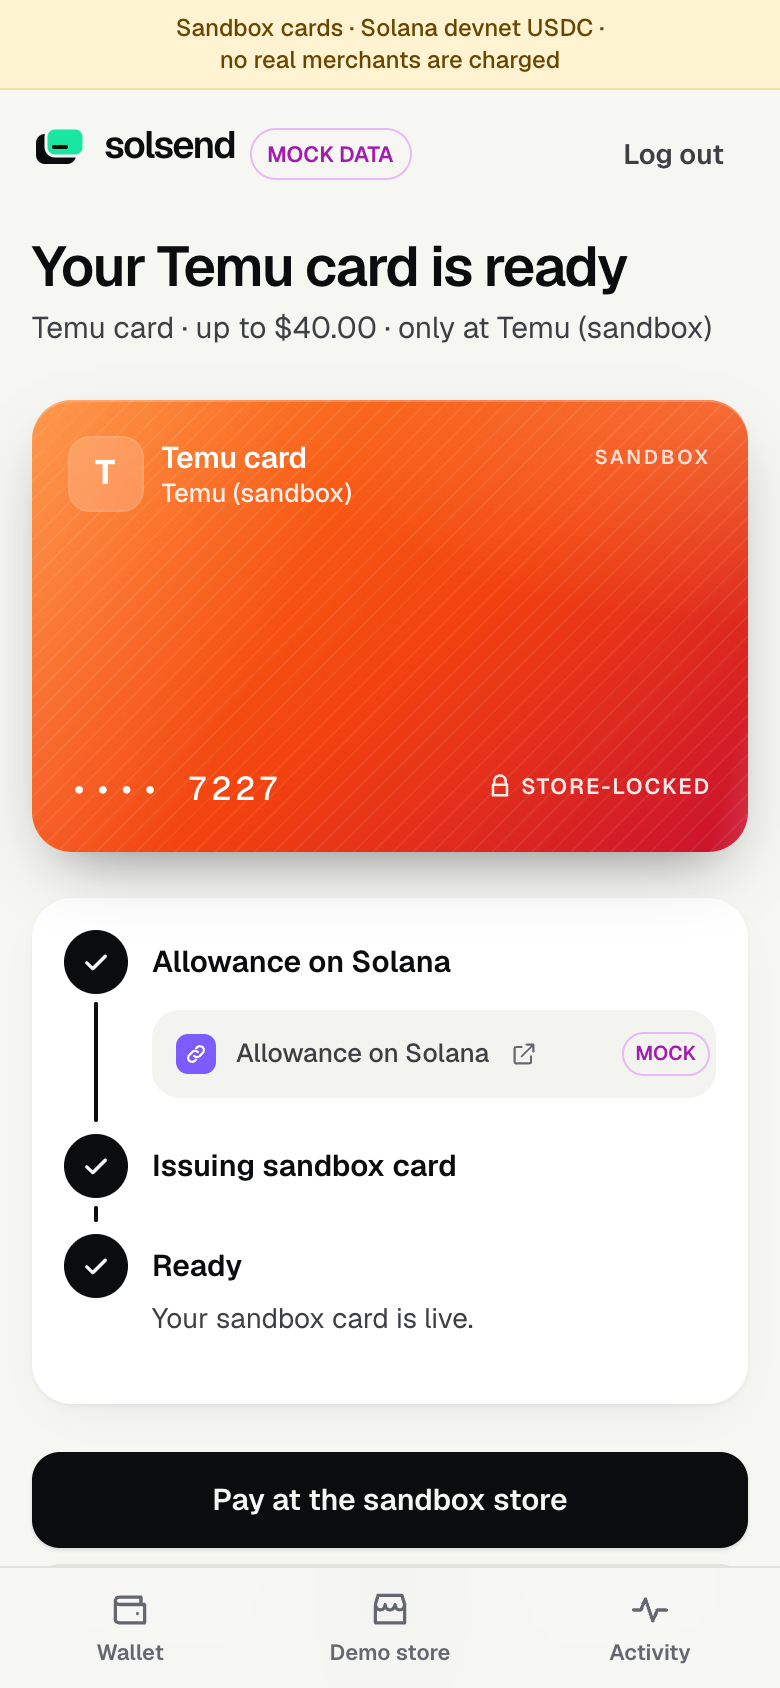 Sandbox cards · Solana devnet USDC ·
no real merchants are charged
solsend
MOCK DATA
Log out
Your Temu card is ready
Temu card · up to $40.00 · only at Temu (sandbox)
T
Temu card
Temu (sandbox)
SANDBOX
•••• 7227
STORE-LOCKED
Allowance on Solana
Allowance on Solana
MOCK
Issuing sandbox card
Ready
Your sandbox card is live.
Pay at the sandbox store
Wallet
Demo store
Activity